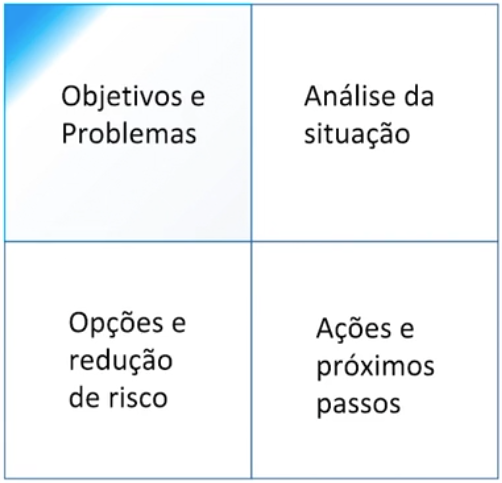 Objetivos e
Problemas
Análise da
situação
Opções e
redução
de risco
Ações e
próximos
passos